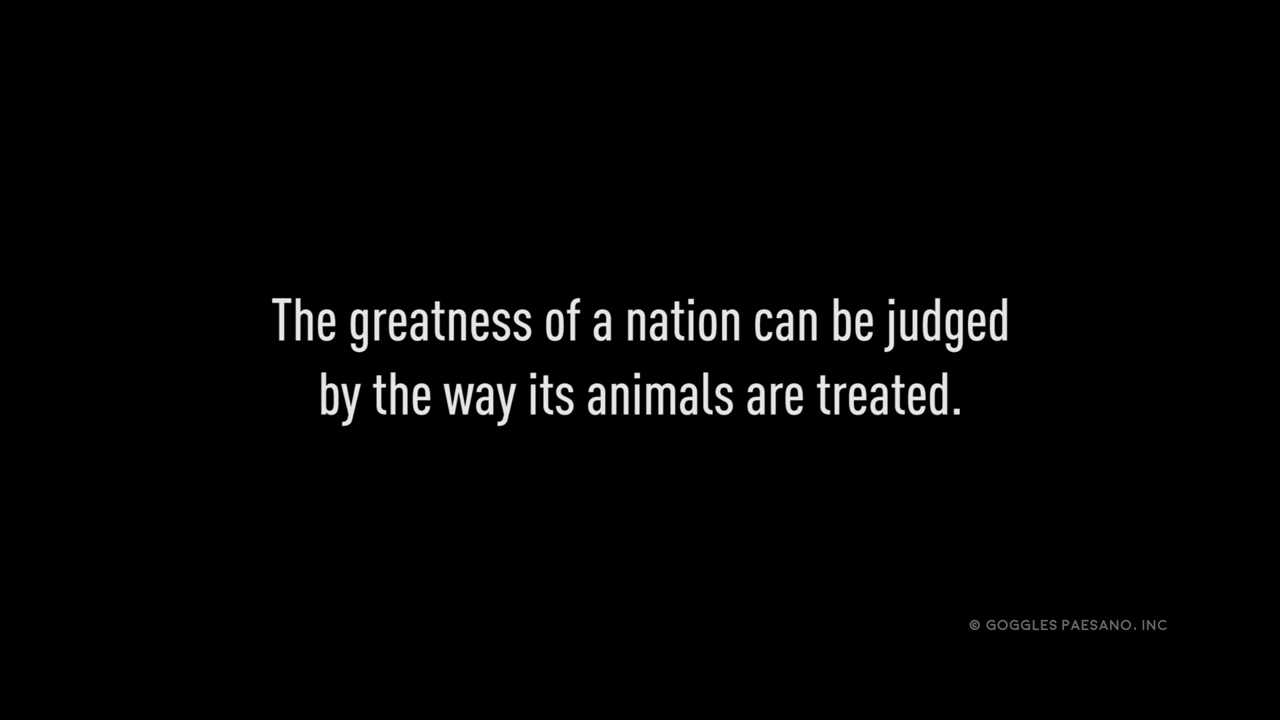 The greatness of a nation can be judged
by the way its animals are treated.
© GOGGLES PAESANO. INC